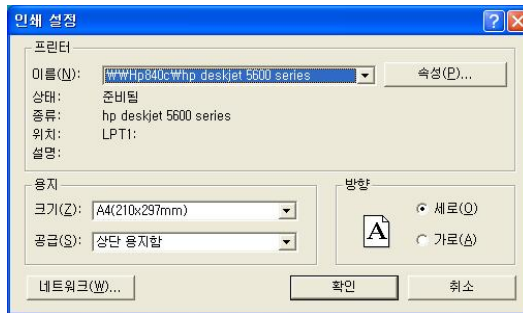 인쇄 설정
프린터
이름(N): ₩₩Hp840c₩hp deskjet 5600 series 속성(P)...
상태: 준비됨
종류: hp deskjet 5600 series
위치: LPT1:
설명:
용지
크기(Z): A4(210x297mm)
공급(S): 상단 용지함
방향
A
세로(O)
가로(A)
네트워크(W)... 확인 취소